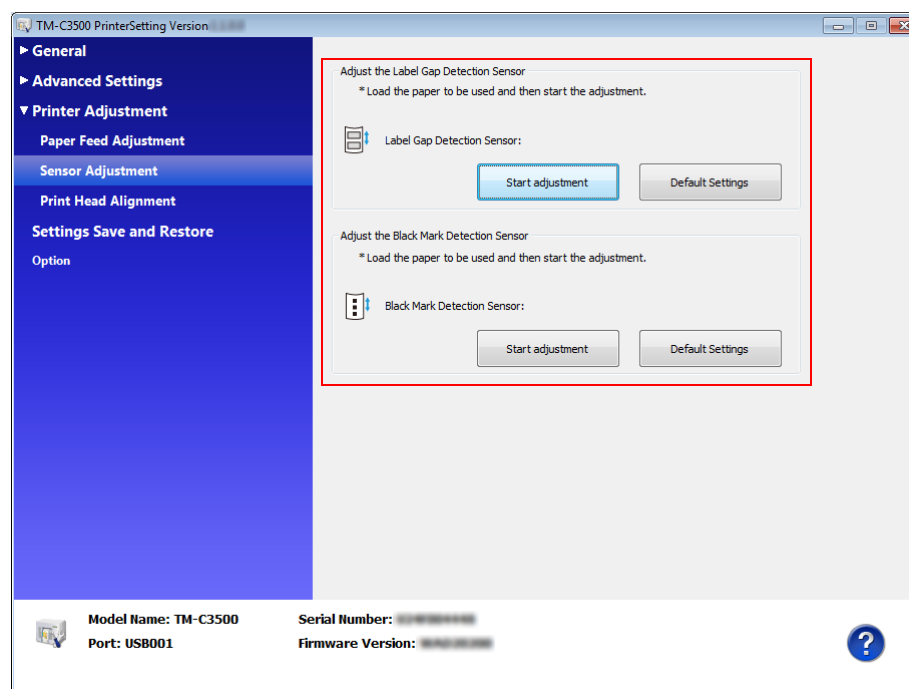 TM-C3500 PrinterSetting Version
General
Advanced Settings
Printer Adjustment
Paper Feed Adjustment
Sensor Adjustment
Print Head Alignment
Settings Save and Restore
Option
Adjust the Label Gap Detection Sensor
*Load the paper to be used and then start the adjustment.
Label Gap Detection Sensor:
Start adjustment Default Settings
Adjust the Black Mark Detection Sensor
*Load the paper to be used and then start the adjustment.
Black Mark Detection Sensor:
Start adjustment Default Settings
Model Name: TM-C3500 Serial Number:
Port: USB001 Firmware Version:
?